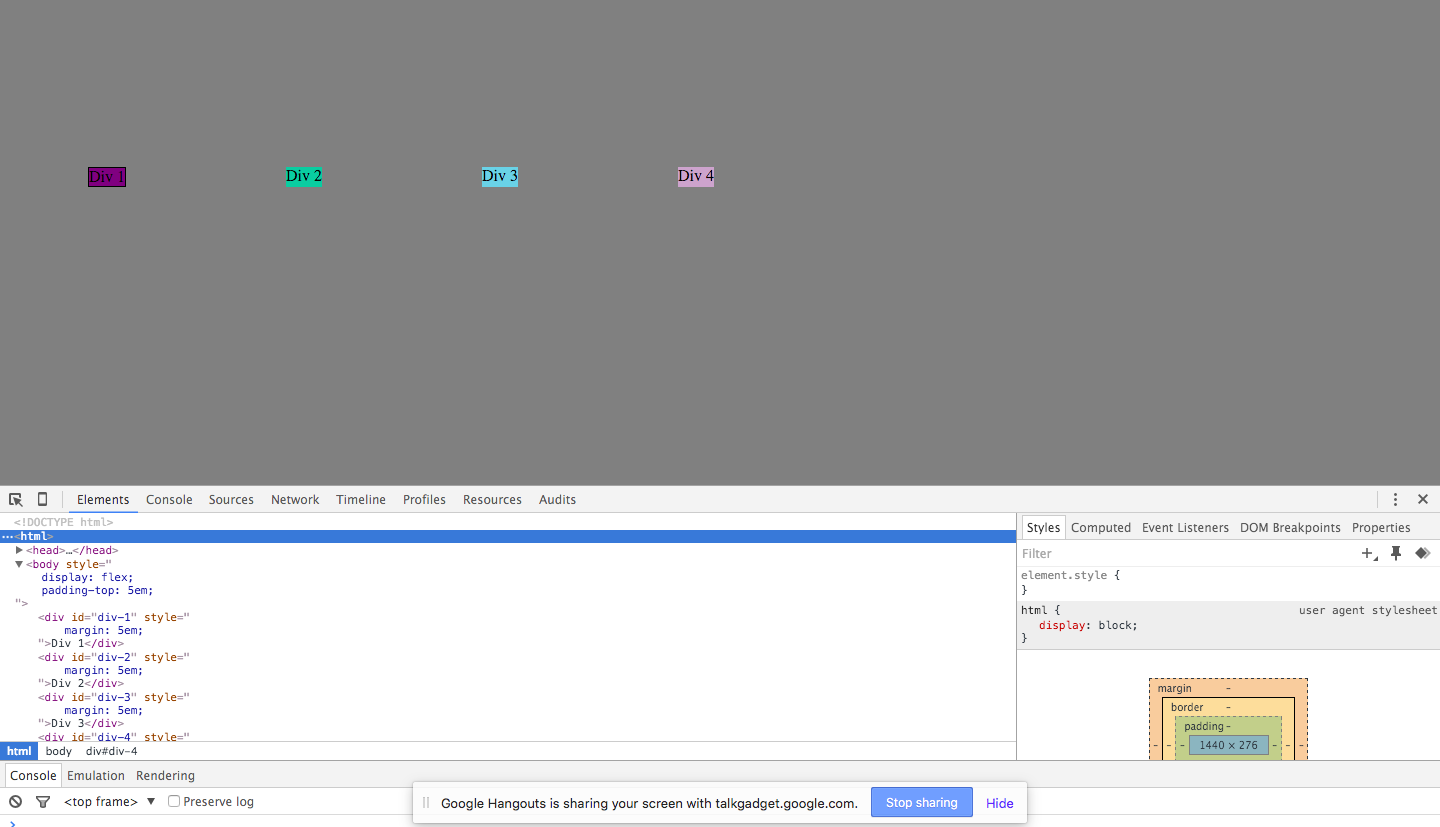 Div 1 Div 2 Div 3 Div 4
Elements Console Sources Network Timeline Profiles Resources Audits
<!DOCTYPE html>
…<html>
<head>…</head>
<body style="
display: flex;
padding-top: 5em;
">
<div id="div-1" style="
margin: 5em;
">Div 1</div>
<div id="div-2" style="
margin: 5em;
">Div 2</div>
<div id="div-3" style="
margin: 5em;
">Div 3</div>
<div id="div-4" style="
html body div#div-4
Styles Computed Event Listeners DOM Breakpoints Properties
Filter
element.style {
}
html { user agent stylesheet
display: block;
}
margin -
border -
padding -
- - - 1440 × 276 - - -
Console Emulation Rendering
<top frame> ▼ Preserve log
>
Google Hangouts is sharing your screen with talkgadget.google.com. Stop sharing Hide